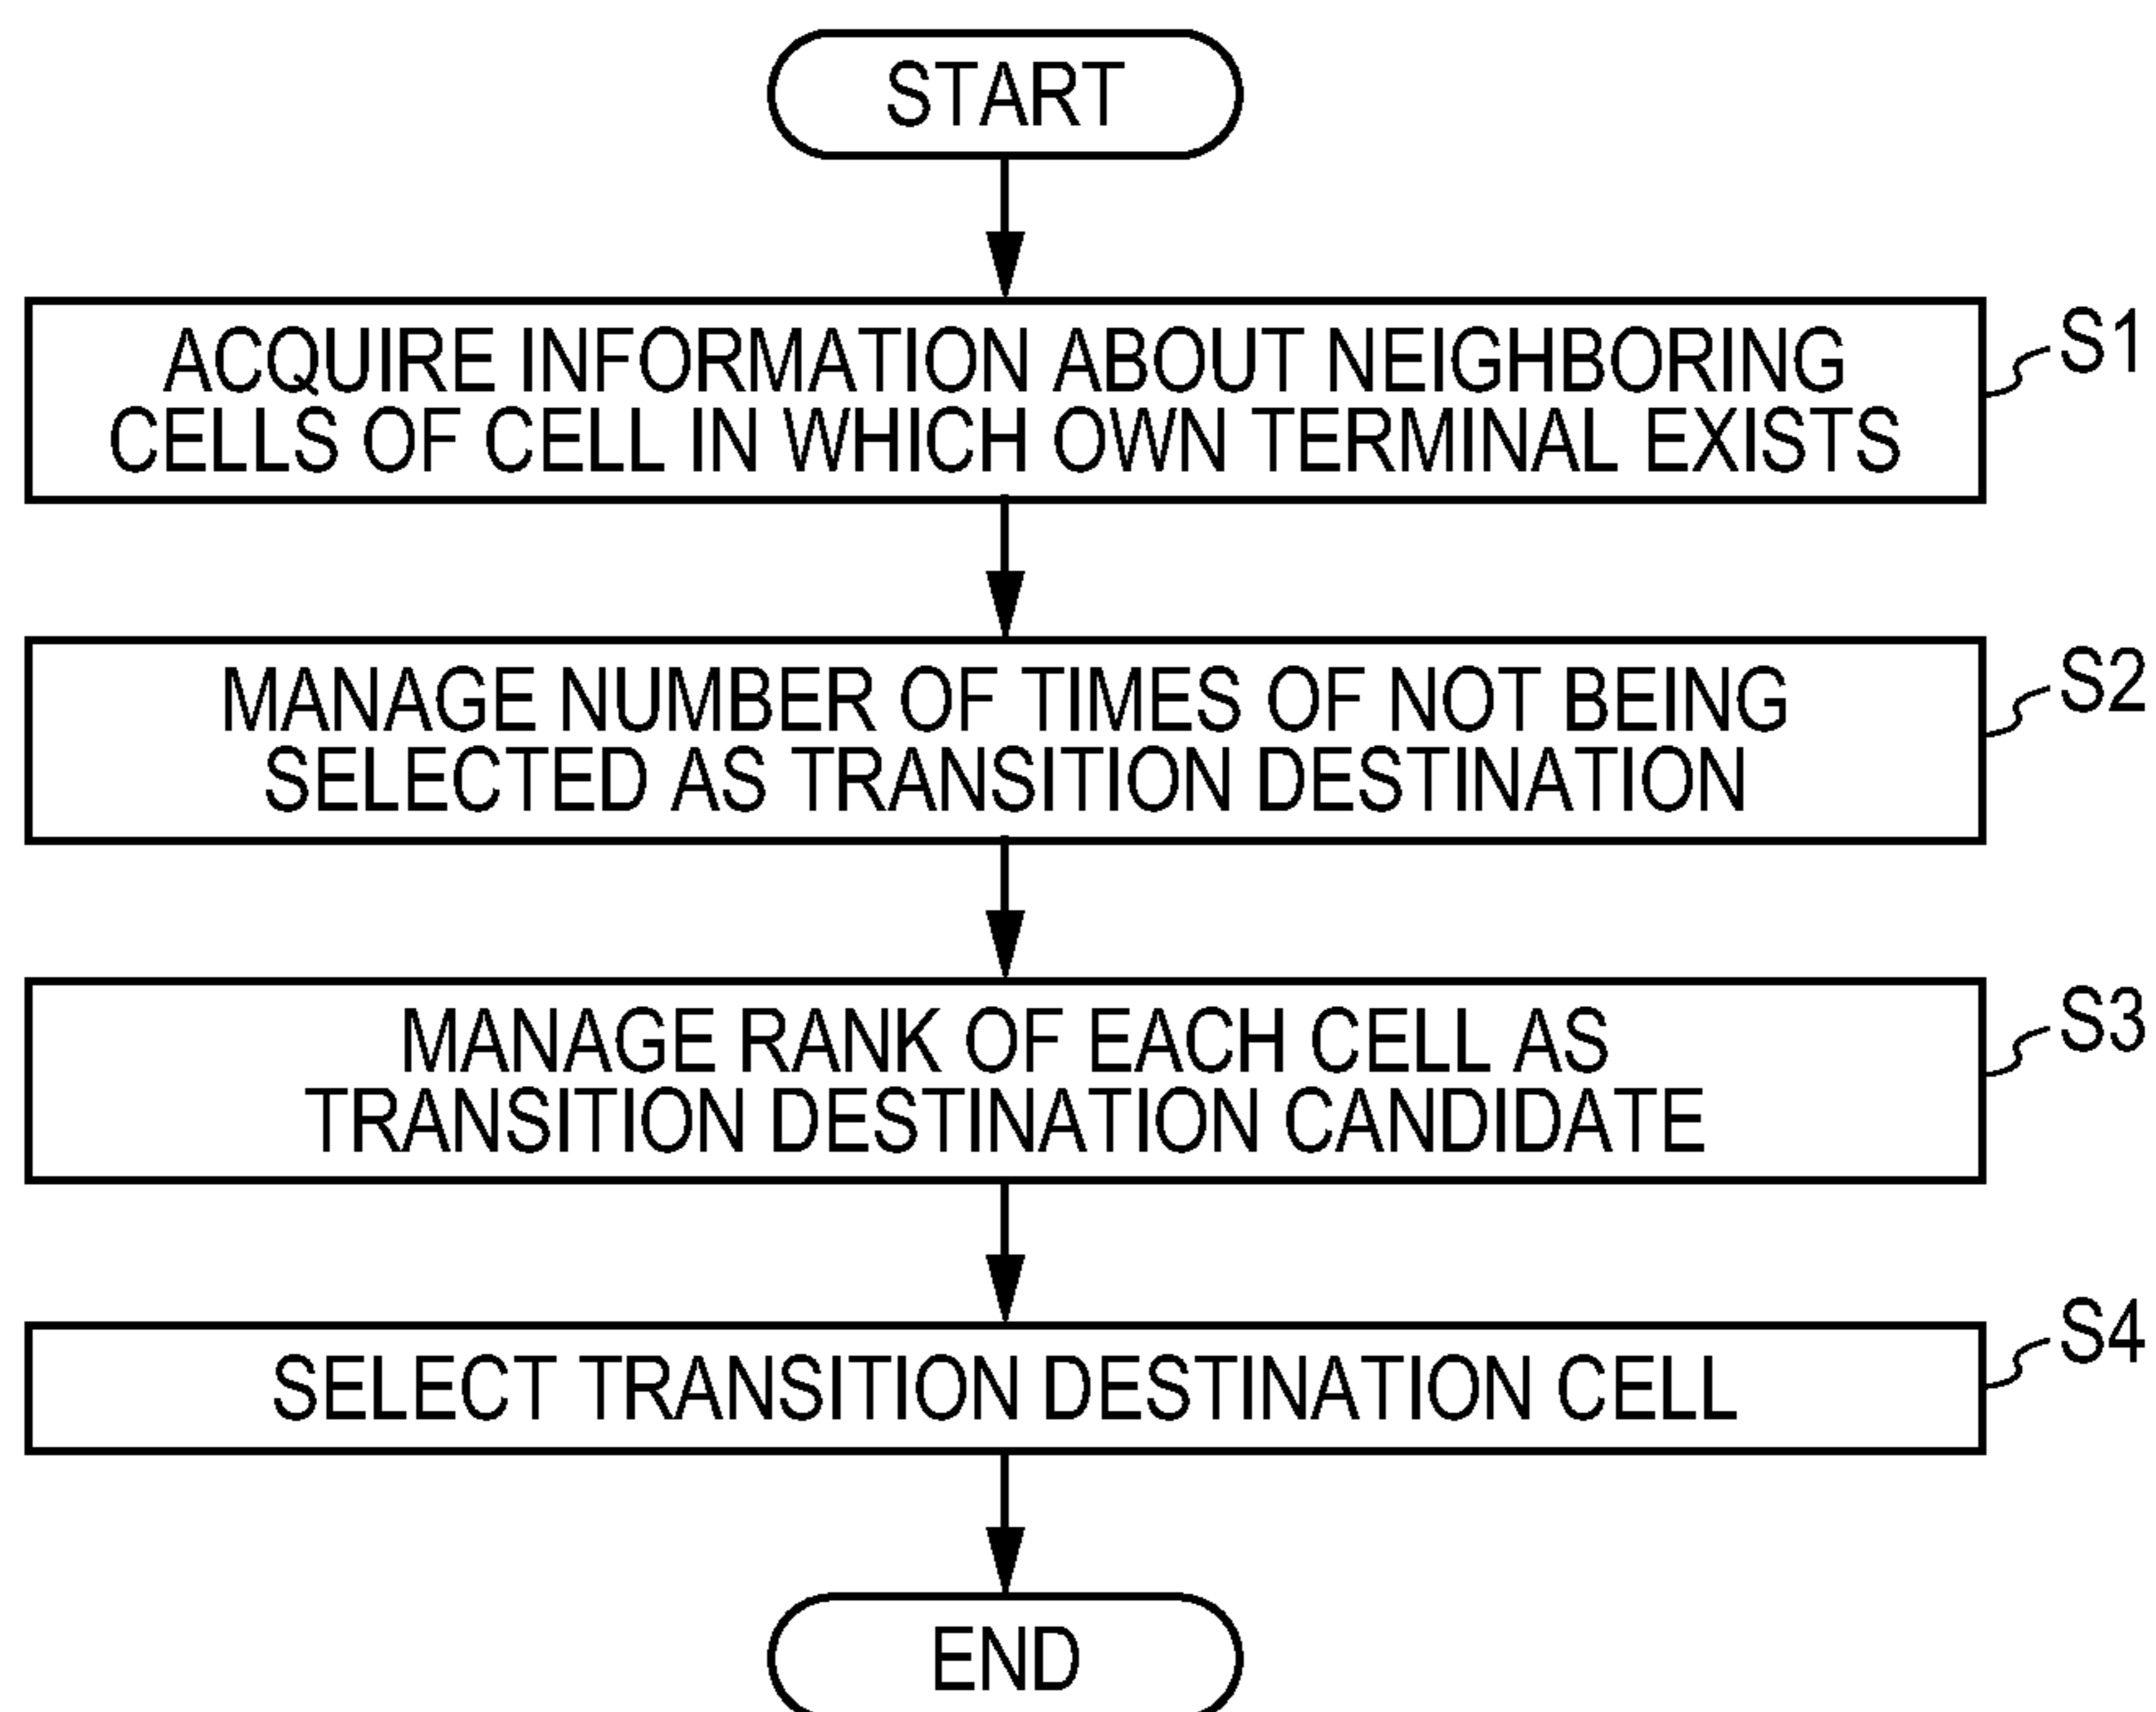 START
ACQUIRE INFORMATION ABOUT NEIGHBORING
CELLS OF CELL IN WHICH OWN TERMINAL EXISTS
S1
MANAGE NUMBER OF TIMES OF NOT BEING
SELECTED AS TRANSITION DESTINATION
S2
MANAGE RANK OF EACH CELL AS
TRANSITION DESTINATION CANDIDATE
S3
SELECT TRANSITION DESTINATION CELL
S4
END